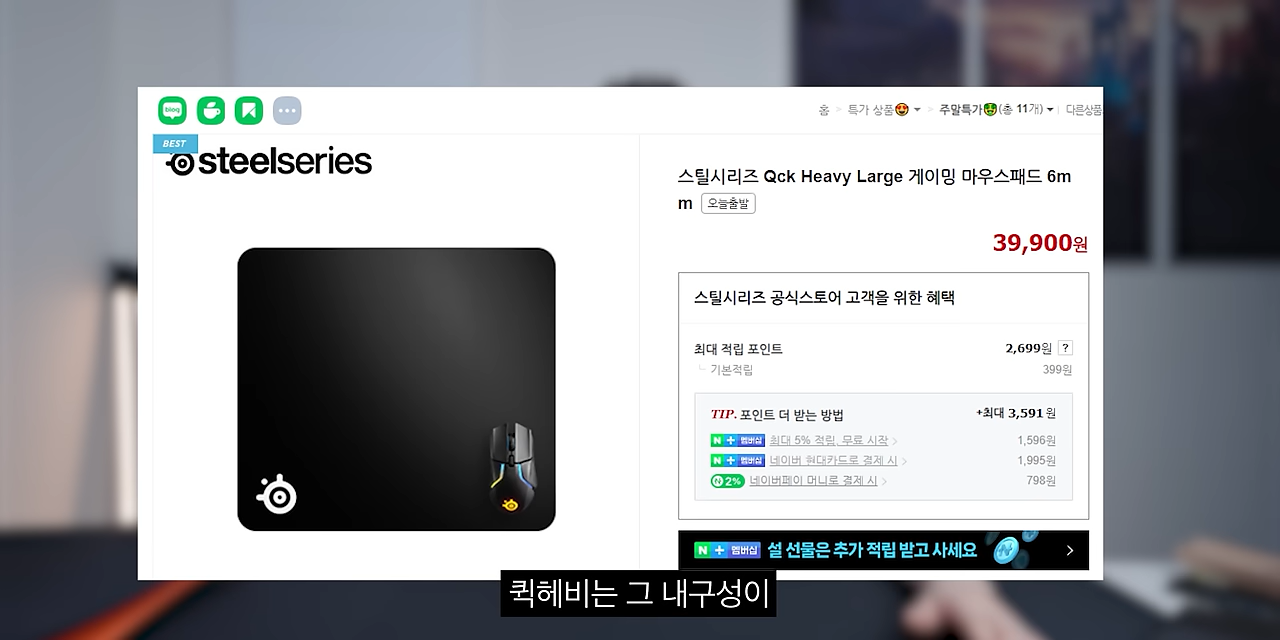 blog
홈 > 특가 상품😍 > 주말특가🤑(총 11개) 다른상품
BEST
steelseries
스틸시리즈 Qck Heavy Large 게이밍 마우스패드 6m
m 오늘출발
39,900원
스틸시리즈 공식스토어 고객을 위한 혜택
최대 적립 포인트 2,699원 ?
기본적립 399원
TIP. 포인트 더 받는 방법 +최대 3,591원
N+멤버십 최대 5% 적립, 무료 시작 > 1,596원
N+멤버십 네이버 현대카드로 결제 시 > 1,995원
N 2% 네이버페이 머니로 결제 시 > 798원
N+멤버십 설 선물은 추가 적립 받고 사세요 >
퀵헤비는 그 내구성이